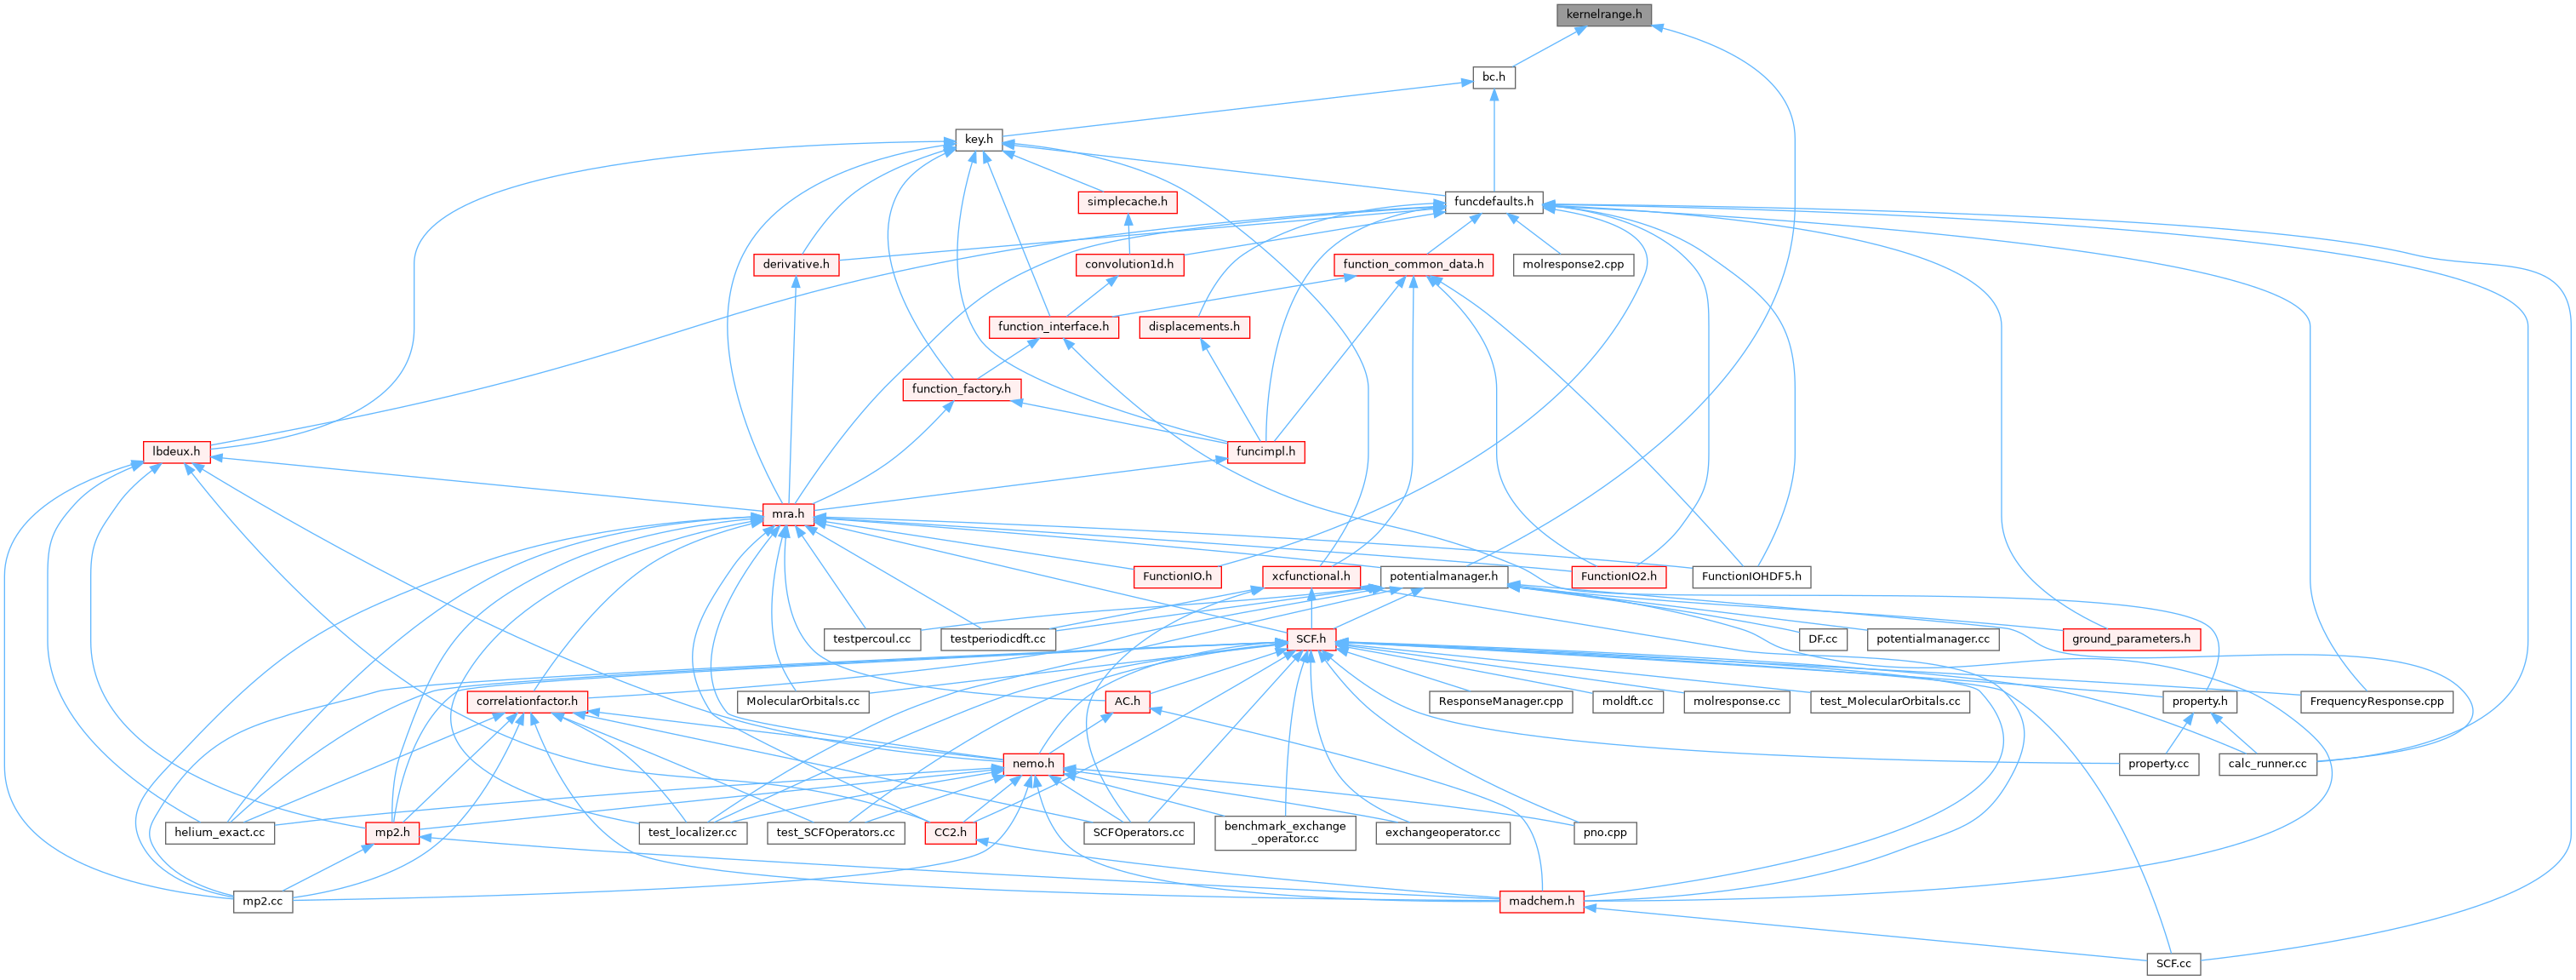 kernelrange.h
bc.h
key.h
simplecache.h
funcdefaults.h
derivative.h
convolution1d.h
function_common_data.h
molresponse2.cpp
function_interface.h
displacements.h
function_factory.h
lbdeux.h
funcimpl.h
mra.h
FunctionIO.h
xcfunctional.h
potentialmanager.h
FunctionIO2.h
FunctionIOHDF5.h
testpercoul.cc
testperiodicdft.cc
SCF.h
DF.cc
potentialmanager.cc
ground_parameters.h
correlationfactor.h
MolecularOrbitals.cc
AC.h
ResponseManager.cpp
moldft.cc
molresponse.cc
test_MolecularOrbitals.cc
property.h
FrequencyResponse.cpp
nemo.h
property.cc
calc_runner.cc
helium_exact.cc
mp2.h
test_localizer.cc
test_SCFOperators.cc
CC2.h
SCFOperators.cc
benchmark_exchange
_operator.cc
exchangeoperator.cc
pno.cpp
mp2.cc
madchem.h
SCF.cc